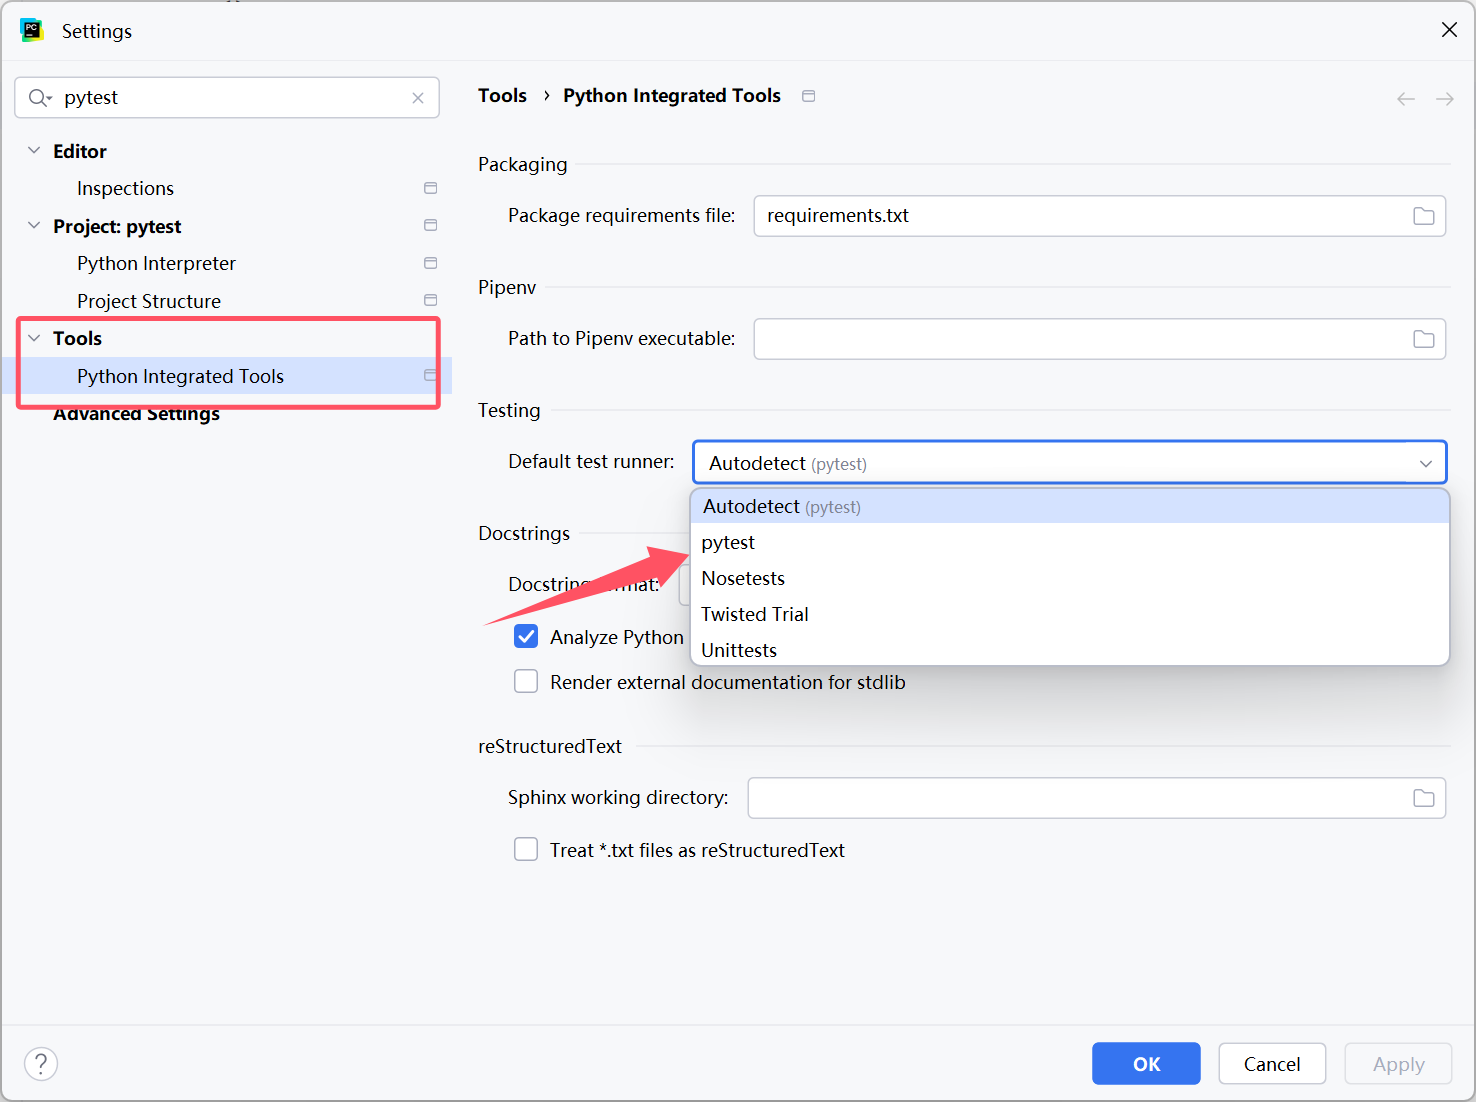 Settings
pytest
Tools › Python Integrated Tools
Editor
Inspections
Project: pytest
Python Interpreter
Project Structure
Tools
Python Integrated Tools
Advanced Settings
Packaging
Package requirements file: requirements.txt
Pipenv
Path to Pipenv executable:
Testing
Default test runner: Autodetect (pytest)
Autodetect (pytest)
pytest
Nosetests
Twisted Trial
Unittests
Docstrings
Analyze Python
Render external documentation for stdlib
reStructuredText
Sphinx working directory:
Treat *.txt files as reStructuredText
?
OK
Cancel
Apply